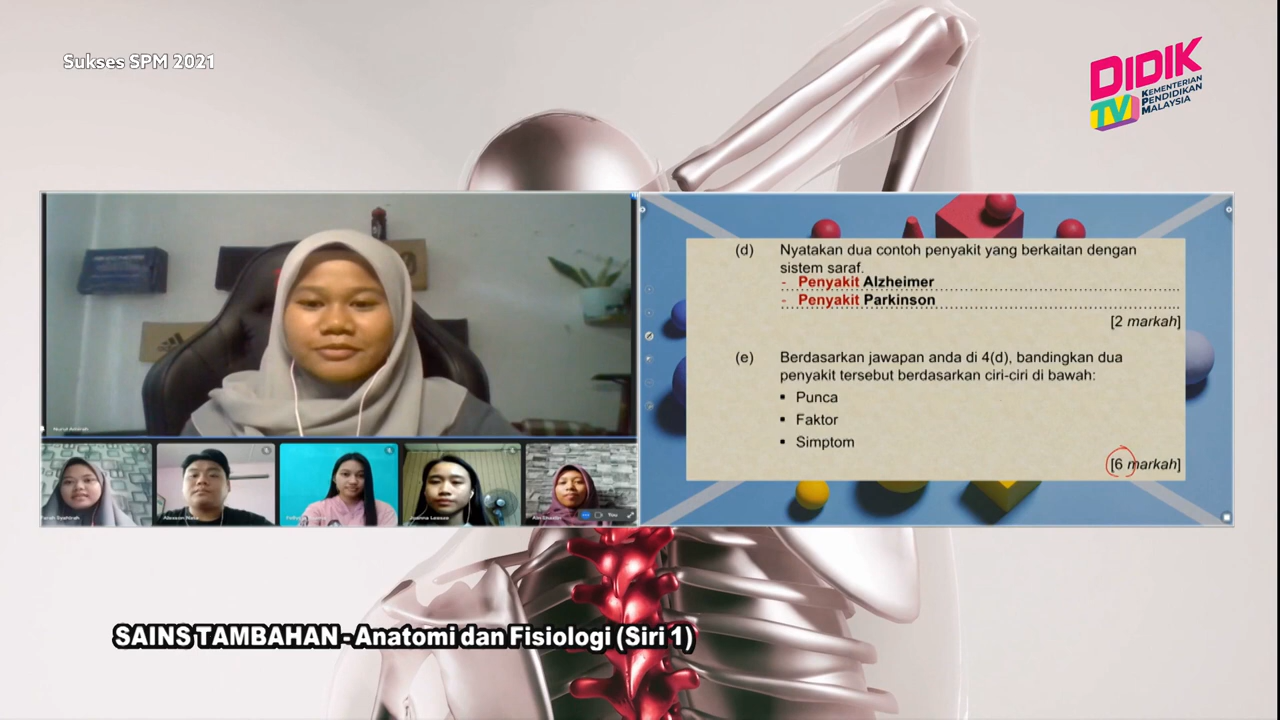 Sukses SPM 2021
DIDIK
TV
KEMENTERIAN
PENDIDIKAN
MALAYSIA
(d) Nyatakan dua contoh penyakit yang berkaitan dengan
sistem saraf.
- Penyakit Alzheimer
- Penyakit Parkinson
[2 markah]
(e) Berdasarkan jawapan anda di 4(d), bandingkan dua
penyakit tersebut berdasarkan ciri-ciri di bawah:
▪ Punca
▪ Faktor
▪ Simptom
[6 markah]
You
SAINS TAMBAHAN - Anatomi dan Fisiologi (Siri 1)